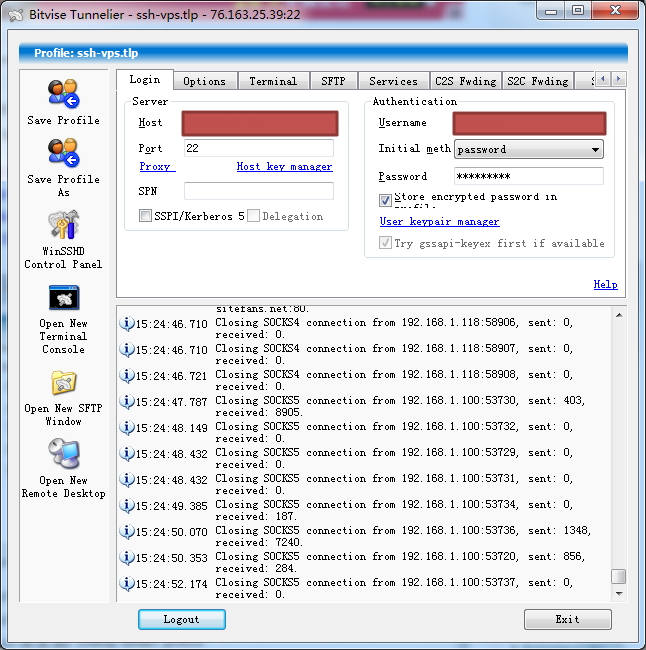 Bitvise Tunnelier - ssh-vps.tlp - 76.163.25.39:22
Profile: ssh-vps.tlp
Save Profile
Save Profile
As
WinSSHD
Control Panel
Open New
Terminal
Console
Open New SFTP
Window
Open New
Remote Desktop
Login
Options
Terminal
SFTP
Services
C2S Fwding
S2C Fwding
Server
Host
Port
22
Proxy
Host key manager
SPN
SSPI/Kerberos 5
Delegation
Authentication
Username
Initial meth
password
Password
*********
Store encrypted password in
User keypair manager
Try gssapi-keyex first if available
Help
sitefans.net:80.
15:24:46.710 Closing SOCKS4 connection from 192.168.1.118:58906, sent: 0,
received: 0.
15:24:46.710 Closing SOCKS4 connection from 192.168.1.118:58907, sent: 0,
received: 0.
15:24:46.721 Closing SOCKS4 connection from 192.168.1.118:58908, sent: 0,
received: 0.
15:24:47.787 Closing SOCKS5 connection from 192.168.1.100:53730, sent: 403,
received: 8905.
15:24:48.149 Closing SOCKS5 connection from 192.168.1.100:53732, sent: 0,
received: 0.
15:24:48.432 Closing SOCKS5 connection from 192.168.1.100:53729, sent: 0,
received: 0.
15:24:48.432 Closing SOCKS5 connection from 192.168.1.100:53731, sent: 0,
received: 0.
15:24:49.385 Closing SOCKS5 connection from 192.168.1.100:53734, sent: 0,
received: 187.
15:24:50.070 Closing SOCKS5 connection from 192.168.1.100:53736, sent: 1348,
received: 7240.
15:24:50.353 Closing SOCKS5 connection from 192.168.1.100:53720, sent: 856,
received: 284.
15:24:52.174 Closing SOCKS5 connection from 192.168.1.100:53737, sent: 0,
received: 0.
Logout
Exit